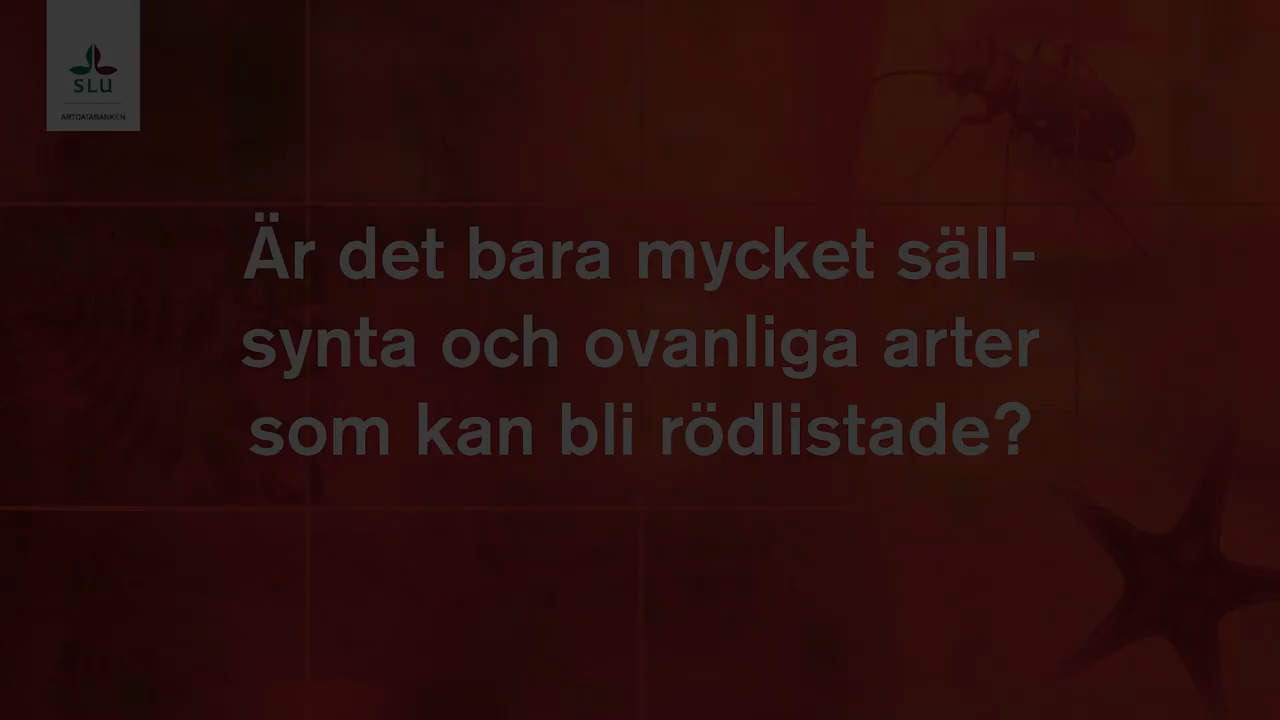 SLU
ARTDATABANKEN
Är det bara mycket säll-
synta och ovanliga arter
som kan bli rödlistade?